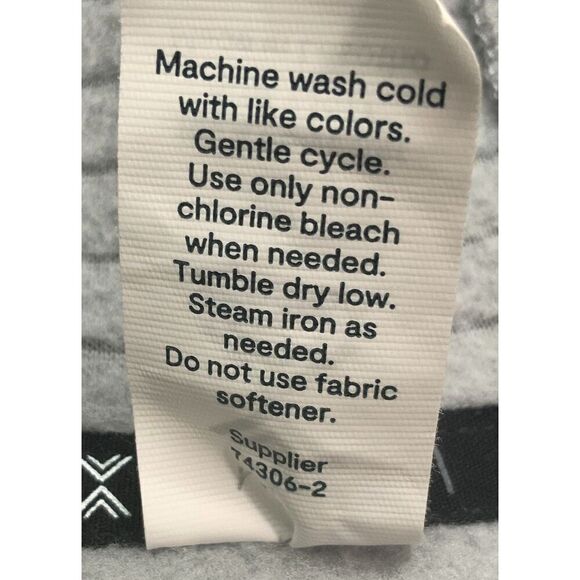 Machine wash cold
with like colors.
Gentle cycle.
Use only non-
chlorine bleach
when needed.
Tumble dry low.
Steam iron as
needed.
Do not use fabric
softener.
Supplier
74306-2